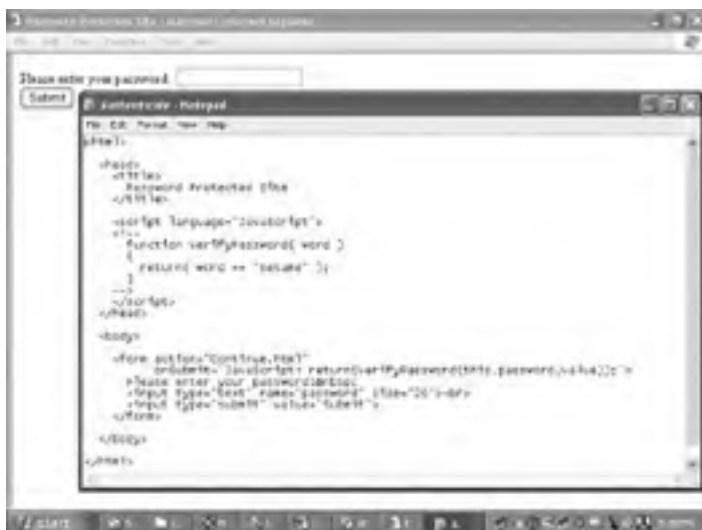 Please enter your password:
Submit
Authenticate - Notepad
File Edit Format View Help
<html>
<head>
<title>
Password Protected Site
</title>
<script language="JavaScript">
<!--
function verifyPassword( word )
{
return( word == "sesame" );
}
-->
</script>
</head>
<body>
<form action="Continue.html"
onSubmit="JavaScript: return(verifyPassword(this.password.value));">
Please enter your password:&nbsp;
<input type="text" name="password" size="20"><br>
<input type="submit" value="Submit">
</form>
</body>
</html>
start